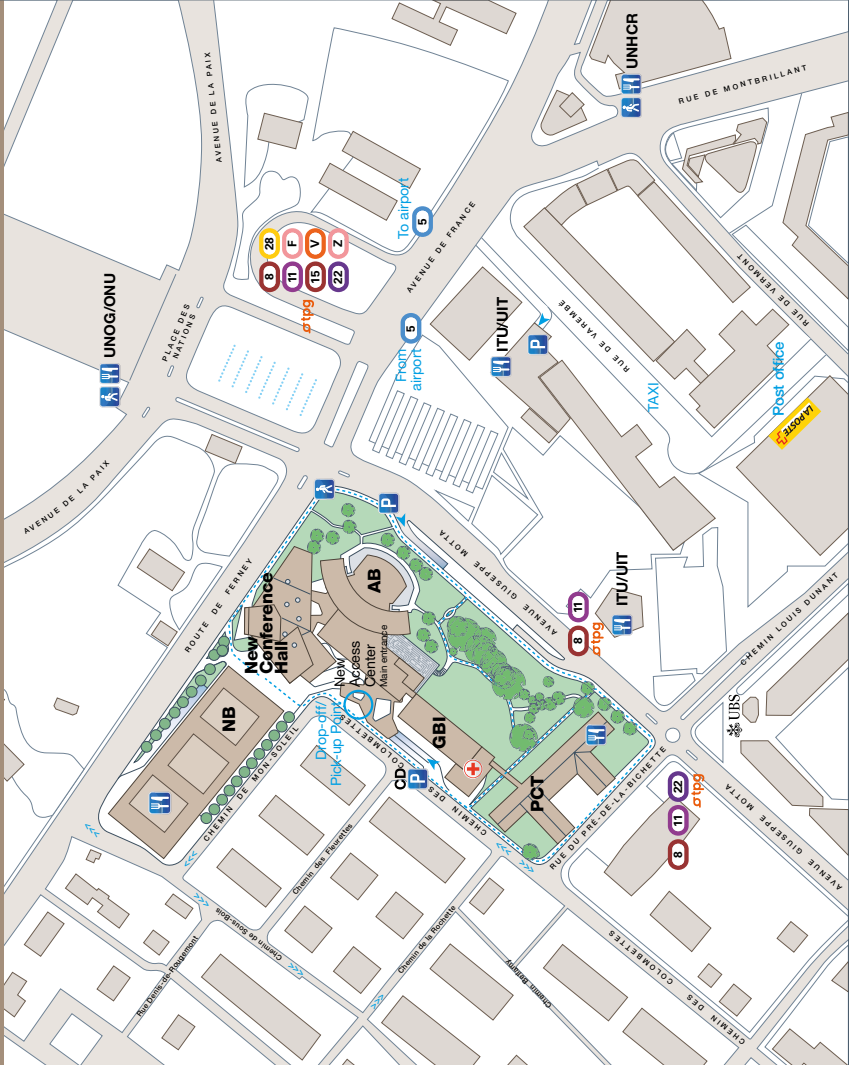 AVENUE DE LA PAIX
UNHCR
RUE DE MONTBRILLANT
To airport
5
8
28
11
F
15
V
22
Z
tpg
AVENUE DE FRANCE
UNOG/ONU
PLACE DES
NATIONS
From
airport
5
ITU/UIT
P
RUE DE VAREMBÉ
RUE DE VERMONT
TAXI
Post office
LA POSTE
AVENUE DE LA PAIX
P
AVENUE GIUSEPPE MOTTA
ROUTE DE FERNEY
New
Conference
Hall
AB
New
Access
Center
Main entrance
8
11
tpg
ITU/UIT
CHEMIN LOUIS DUNANT
UBS
NB
Drop-off/
Pick-up Point
GBI
CD
P
PCT
CHEMIN DE MON-SOLEIL
CHEMIN DES COLOMBETTES
RUE DU PRÉ-DE-LA-BICHETTE
8
11
22
tpg
AVENUE GIUSEPPE MOTTA
Chemin des Fleurettes
Chemin de Sous-Bois
Rue Denis-de-Rougemont
Chemin de la Rochette
Chemin Bellamy
CHEMIN DES COLOMBETTES